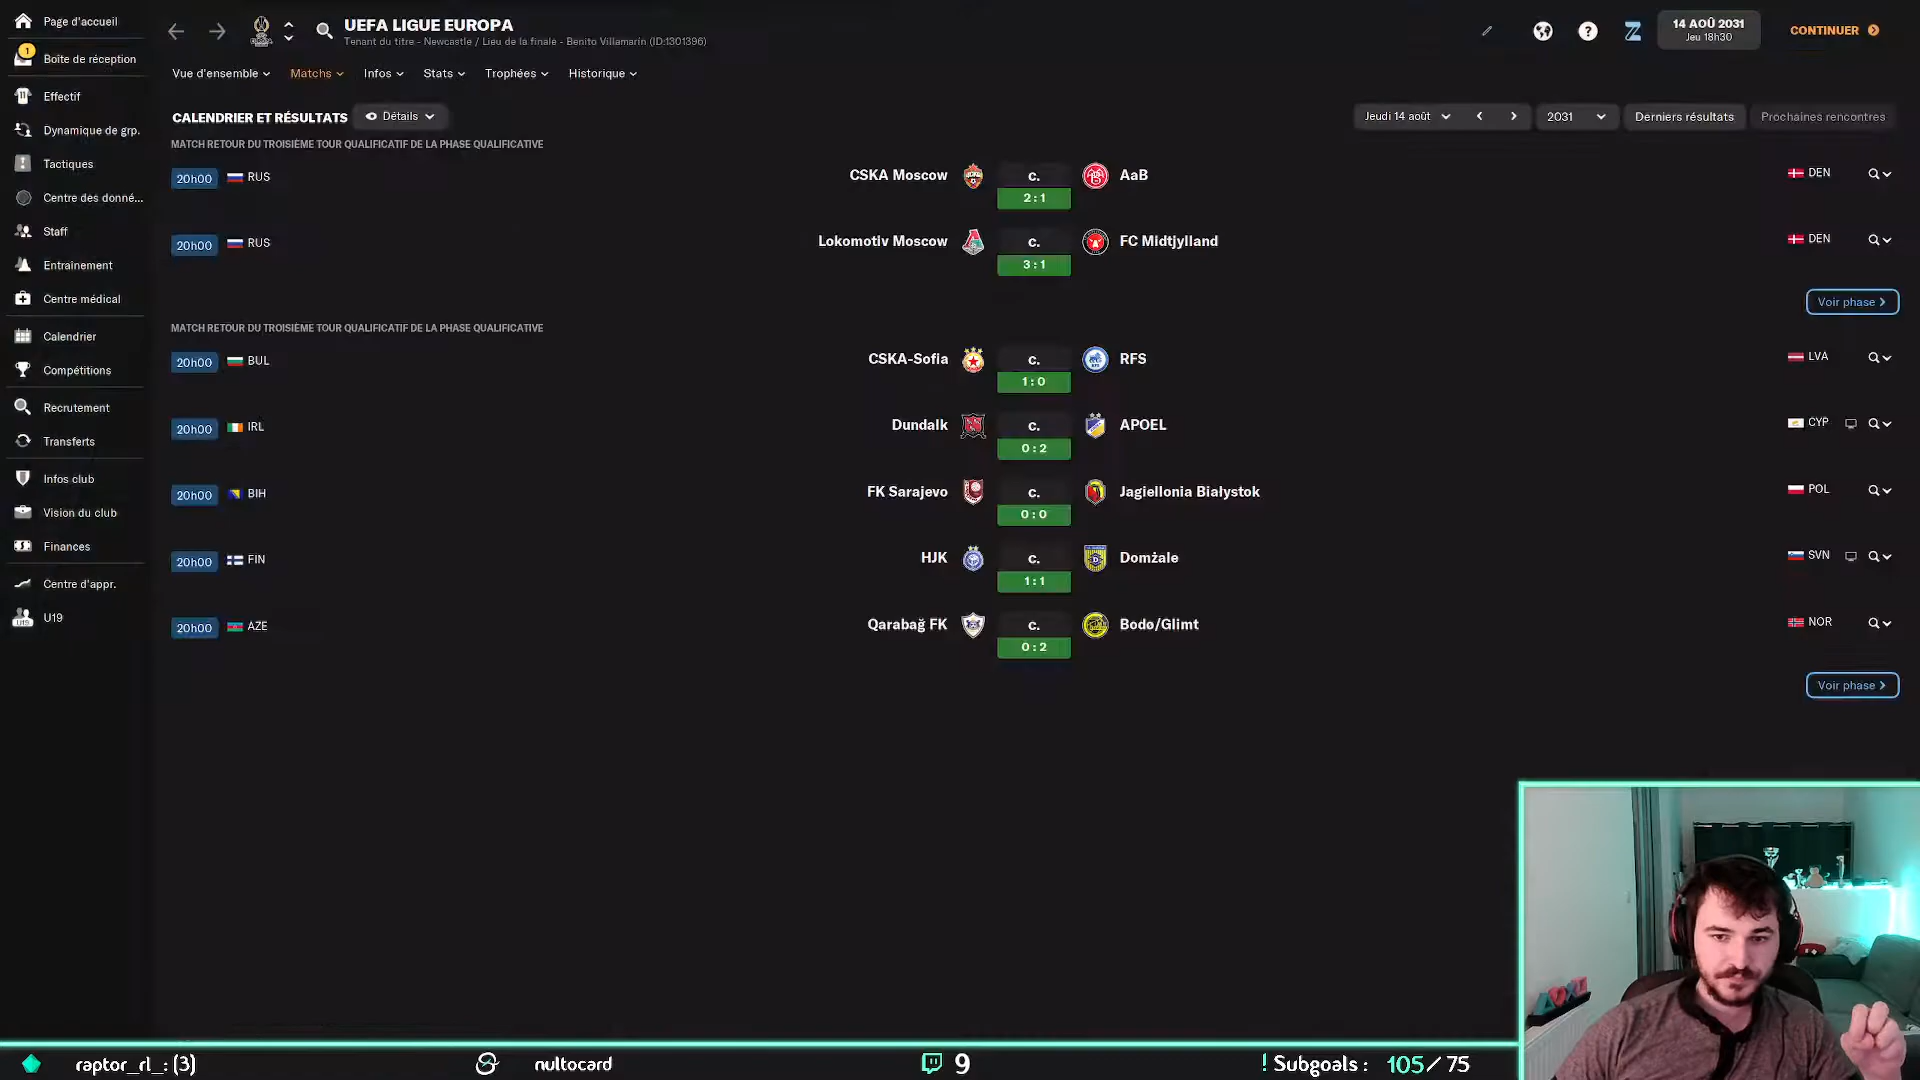 Page d'accueil
1
Boîte de réception
Effectif
Dynamique de grp.
Tactiques
Centre des donné...
Staff
Entraînement
Centre médical
Calendrier
Compétitions
Recrutement
Transferts
Infos club
Vision du club
Finances
Centre d'appr.
U19
UEFA LIGUE EUROPA
Tenant du titre - Newcastle / Lieu de la finale - Benito Villamarín (ID:1301396)
14 AOÛ 2031
Jeu 18h30
CONTINUER
Vue d'ensemble
Matchs
Infos
Stats
Trophées
Historique
CALENDRIER ET RÉSULTATS
Détails
Jeudi 14 août
2031
Derniers résultats
Prochaines rencontres
MATCH RETOUR DU TROISIÈME TOUR QUALIFICATIF DE LA PHASE QUALIFICATIVE
20h00 RUS CSKA Moscow c. AaB DEN
2 : 1
20h00 RUS Lokomotiv Moscow c. FC Midtjylland DEN
3 : 1
Voir phase
MATCH RETOUR DU TROISIÈME TOUR QUALIFICATIF DE LA PHASE QUALIFICATIVE
20h00 BUL CSKA-Sofia c. RFS LVA
1 : 0
20h00 IRL Dundalk c. APOEL CYP
0 : 2
20h00 BIH FK Sarajevo c. Jagiellonia Białystok POL
0 : 0
20h00 FIN HJK c. Domžale SVN
1 : 1
20h00 AZE Qarabağ FK c. Bodø/Glimt NOR
0 : 2
Voir phase
raptor_rl_: (3)
nultocard
9
! Subgoals : 105 / 75